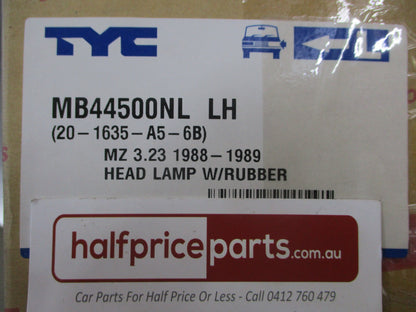 TYC
L
MB44500NL LH
(20-1635-A5-6B)
MZ 3.23 1988-1989
HEAD LAMP W/RUBBER
halfpriceparts.com.au
Car Parts For Half Price Or Less - Call 0412 760 479